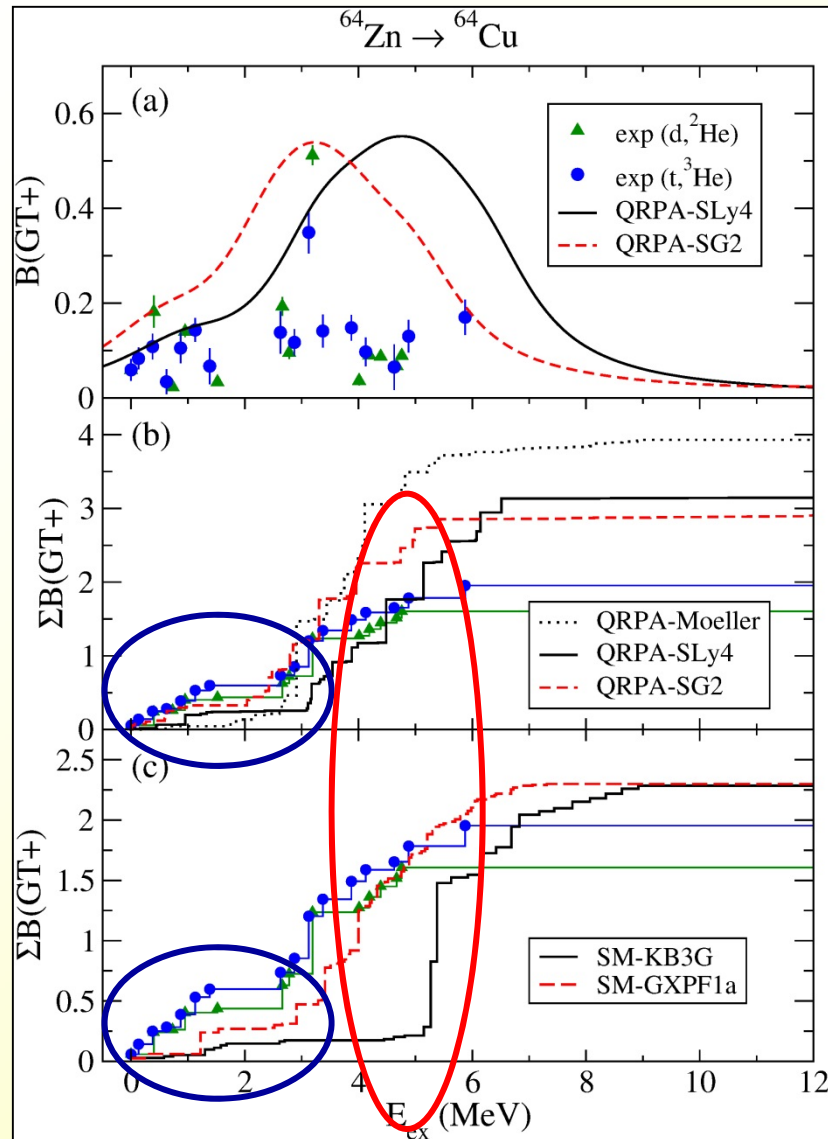 ⁶⁴Zn → ⁶⁴Cu
(a)
0.6
0.4
0.2
0
B(GT+)
exp (d,²He)
exp (t,³He)
QRPA-SLy4
QRPA-SG2
(b)
4
3
2
1
0
ΣB(GT+)
QRPA-Moeller
QRPA-SLy4
QRPA-SG2
(c)
2.5
2
1.5
1
0.5
0
ΣB(GT+)
SM-KB3G
SM-GXPF1a
0 2 4 6 8 10 12
E_ex (MeV)